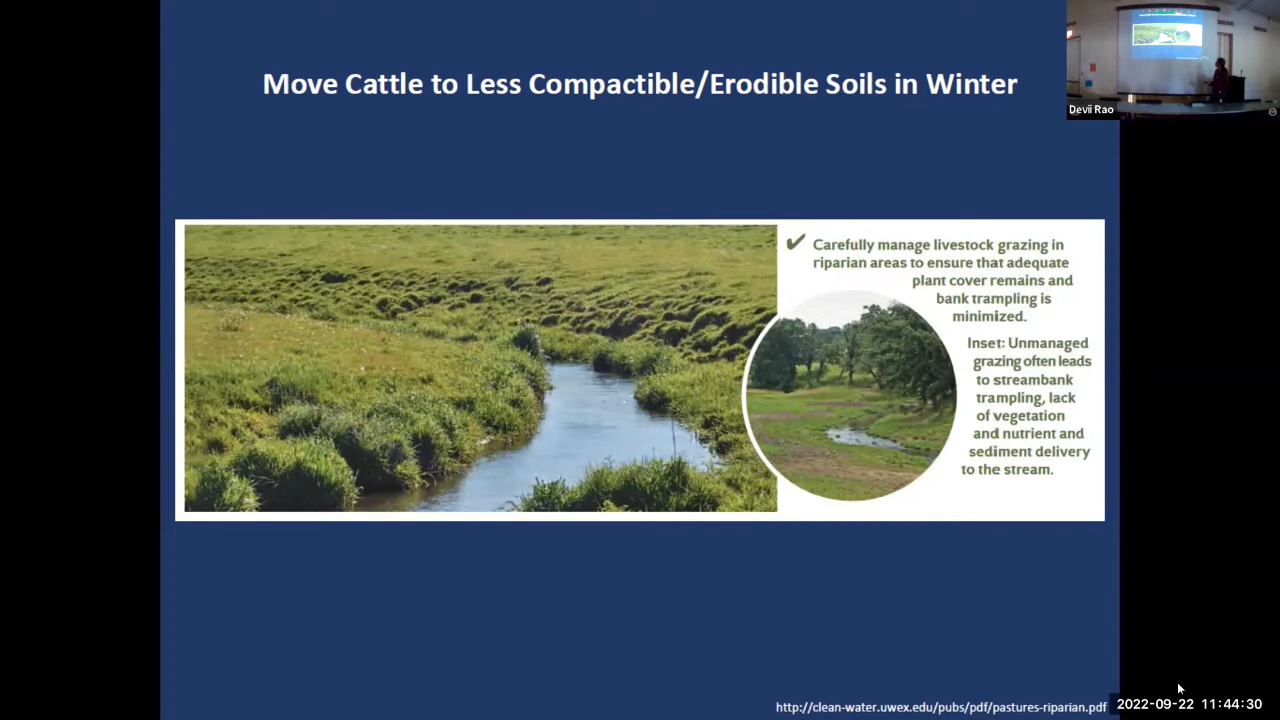 Move Cattle to Less Compactible/Erodible Soils in Winter
Devii Rao
✔ Carefully manage livestock grazing in
riparian areas to ensure that adequate
plant cover remains and
bank trampling is
minimized.
Inset: Unmanaged
grazing often leads
to streambank
trampling, lack
of vegetation
and nutrient and
sediment delivery
to the stream.
http://clean-water.uwex.edu/pubs/pdf/pastures-riparian.pdf
2022-09-22 11:44:30